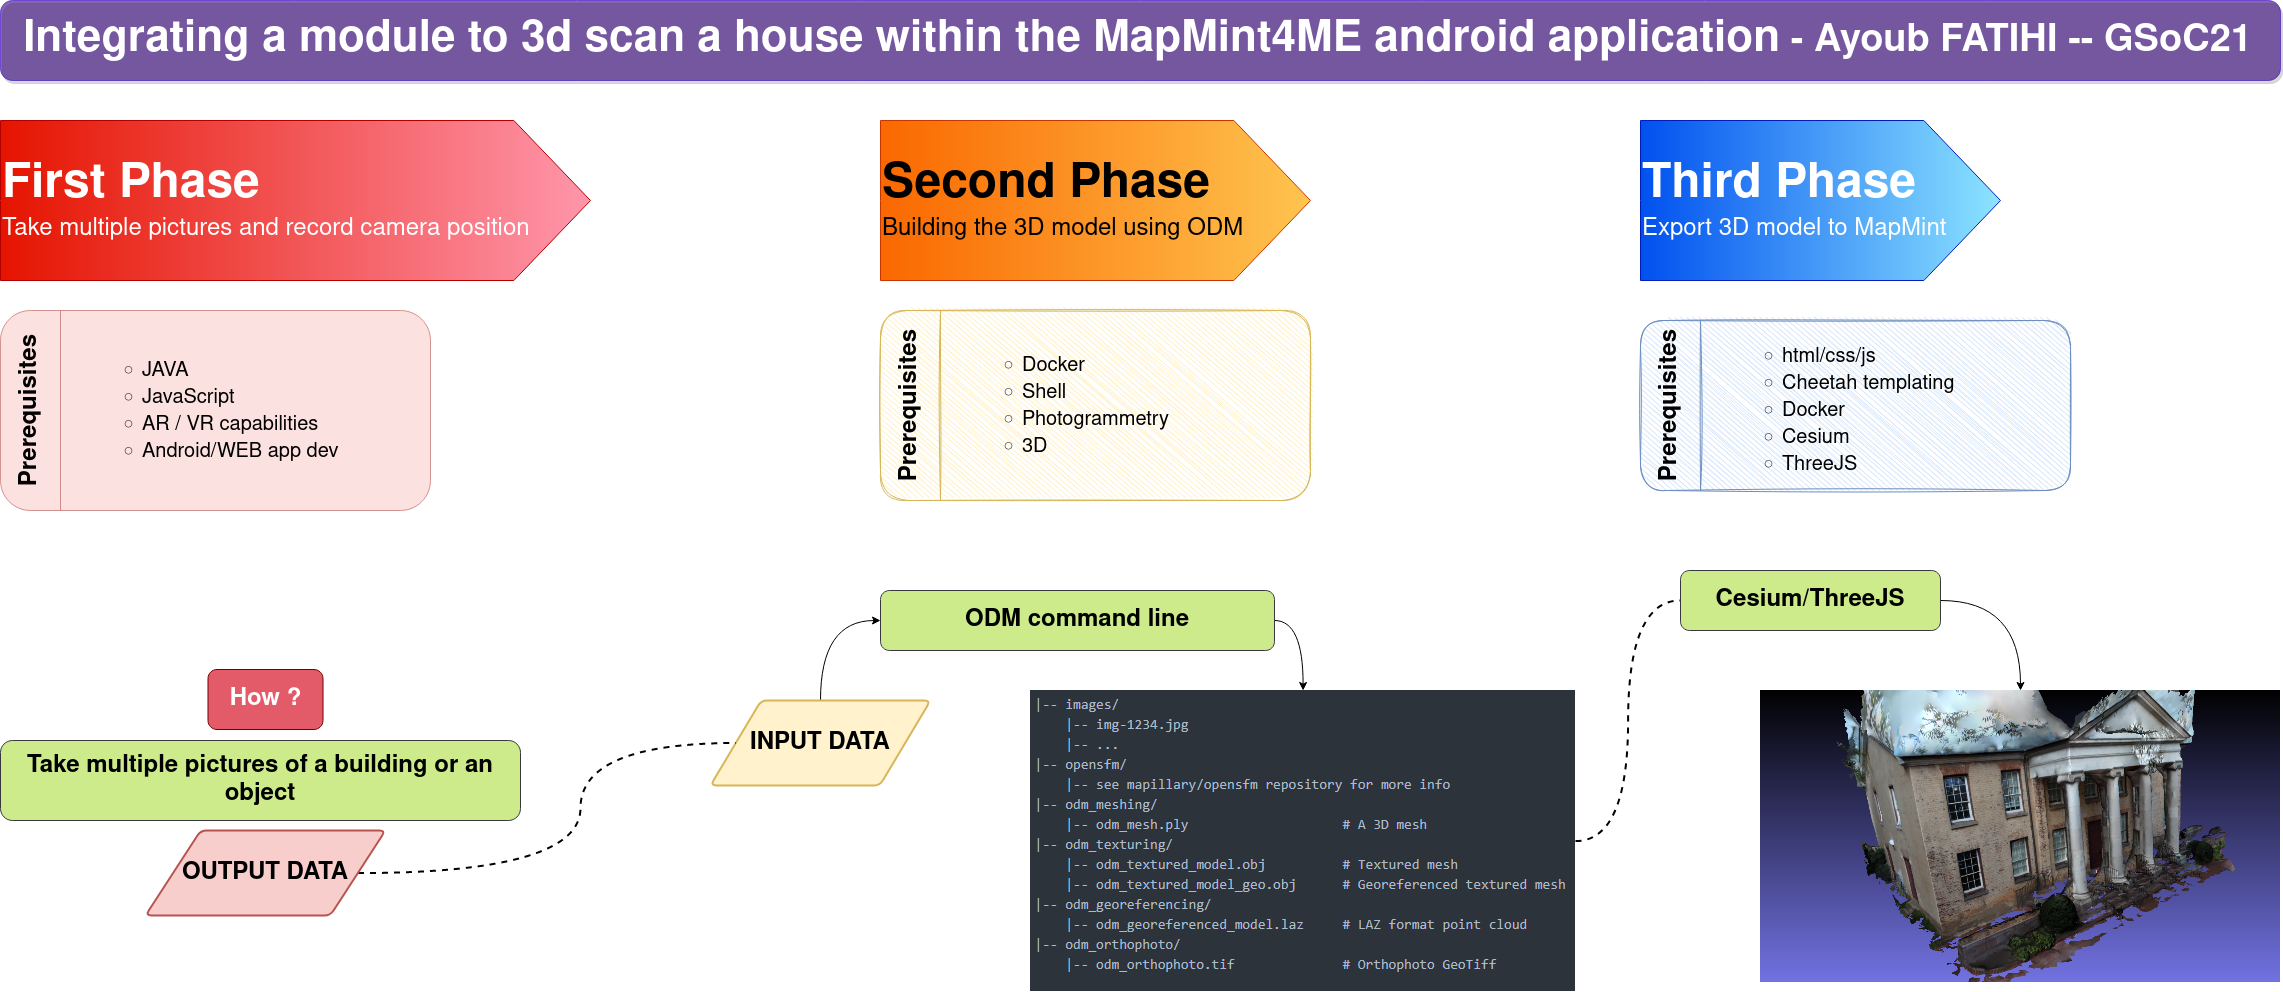 Integrating a module to 3d scan a house within the MapMint4ME android application - Ayoub FATIHI -- GSoC21
First Phase
Take multiple pictures and record camera position
Prerequisites
JAVA
JavaScript
AR / VR capabilities
Android/WEB app dev
How ?
Take multiple pictures of a building or an
object
OUTPUT DATA
Second Phase
Building the 3D model using ODM
Prerequisites
Docker
Shell
Photogrammetry
3D
INPUT DATA
ODM command line
|-- images/
    |-- img-1234.jpg
    |-- ...
|-- opensfm/
    |-- see mapillary/opensfm repository for more info
|-- odm_meshing/
    |-- odm_mesh.ply                    # A 3D mesh
|-- odm_texturing/
    |-- odm_textured_model.obj          # Textured mesh
    |-- odm_textured_model_geo.obj      # Georeferenced textured mesh
|-- odm_georeferencing/
    |-- odm_georeferenced_model.laz     # LAZ format point cloud
|-- odm_orthophoto/
    |-- odm_orthophoto.tif              # Orthophoto GeoTiff
Third Phase
Export 3D model to MapMint
Prerequisites
html/css/js
Cheetah templating
Docker
Cesium
ThreeJS
Cesium/ThreeJS